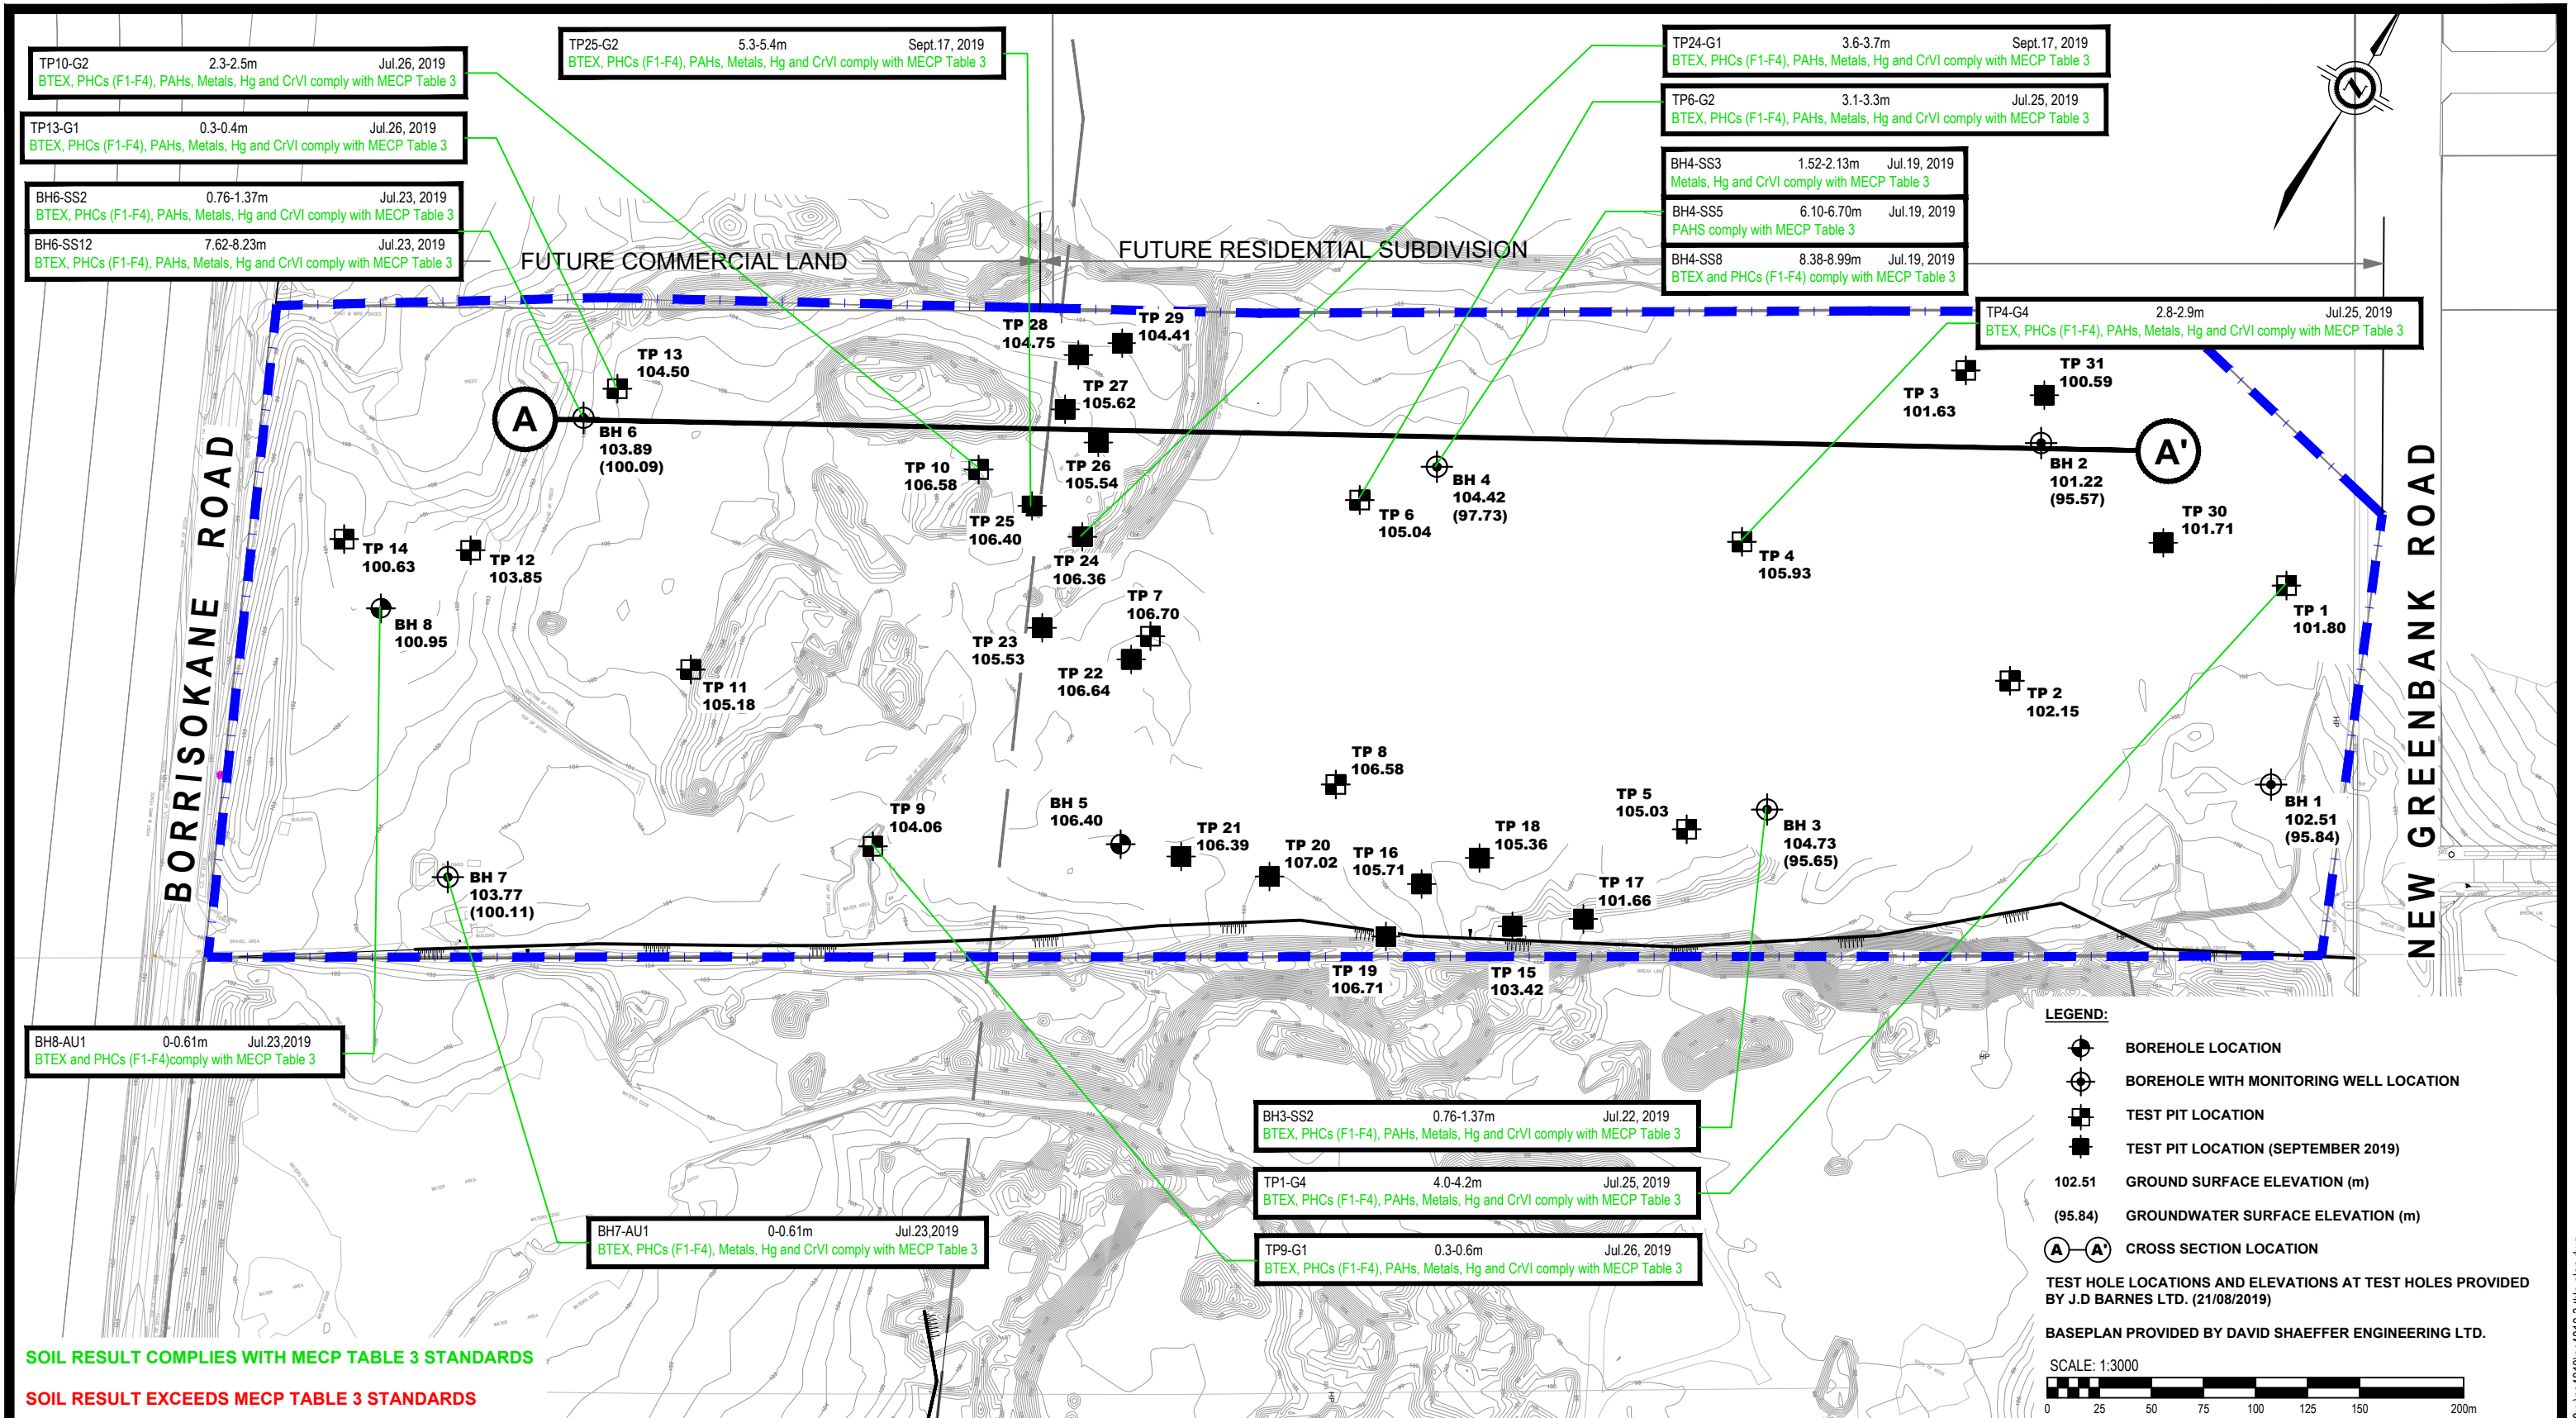 TP10-G2 2.3-2.5m Jul.26, 2019
BTEX, PHCs (F1-F4), PAHs, Metals, Hg and CrVI comply with MECP Table 3
TP25-G2 5.3-5.4m Sept.17, 2019
BTEX, PHCs (F1-F4), PAHs, Metals, Hg and CrVI comply with MECP Table 3
TP24-G1 3.6-3.7m Sept.17, 2019
BTEX, PHCs (F1-F4), PAHs, Metals, Hg and CrVI comply with MECP Table 3
TP6-G2 3.1-3.3m Jul.25, 2019
BTEX, PHCs (F1-F4), PAHs, Metals, Hg and CrVI comply with MECP Table 3
TP13-G1 0.3-0.4m Jul.26, 2019
BTEX, PHCs (F1-F4), PAHs, Metals, Hg and CrVI comply with MECP Table 3
BH4-SS3 1.52-2.13m Jul.19, 2019
Metals, Hg and CrVI comply with MECP Table 3
BH4-SS5 6.10-6.70m Jul.19, 2019
PAHS comply with MECP Table 3
BH4-SS8 8.38-8.99m Jul.19, 2019
BTEX and PHCs (F1-F4) comply with MECP Table 3
BH6-SS2 0.76-1.37m Jul.23, 2019
BTEX, PHCs (F1-F4), PAHs, Metals, Hg and CrVI comply with MECP Table 3
BH6-SS12 7.62-8.23m Jul.23, 2019
BTEX, PHCs (F1-F4), PAHs, Metals, Hg and CrVI comply with MECP Table 3
FUTURE COMMERCIAL LAND
FUTURE RESIDENTIAL SUBDIVISION
TP4-G4 2.8-2.9m Jul.25, 2019
BTEX, PHCs (F1-F4), PAHs, Metals, Hg and CrVI comply with MECP Table 3
TP 28
104.75
TP 29
104.41
TP 13
104.50
TP 27
105.62
TP 3
101.63
TP 31
100.59
A
BH 6
103.89
(100.09)
TP 10
106.58
TP 26
105.54
BH 4
104.42
(97.73)
BH 2
101.22
(95.57)
A'
TP 25
106.40
TP 6
105.04
TP 30
101.71
TP 14
100.63
TP 12
103.85
TP 24
106.36
TP 4
105.93
BH 8
100.95
TP 7
106.70
TP 1
101.80
TP 23
105.53
TP 22
106.64
TP 11
105.18
TP 2
102.15
BORRISOKANE ROAD
NEW GREENBANK ROAD
TP 8
106.58
TP 9
104.06
BH 5
106.40
TP 21
106.39
TP 20
107.02
TP 16
105.71
TP 18
105.36
TP 5
105.03
BH 3
104.73
(95.65)
BH 1
102.51
(95.84)
BH 7
103.77
(100.11)
TP 17
101.66
TP 19
106.71
TP 15
103.42
BH8-AU1 0-0.61m Jul.23,2019
BTEX and PHCs (F1-F4)comply with MECP Table 3
BH3-SS2 0.76-1.37m Jul.22, 2019
BTEX, PHCs (F1-F4), PAHs, Metals, Hg and CrVI comply with MECP Table 3
TP1-G4 4.0-4.2m Jul.25, 2019
BTEX, PHCs (F1-F4), PAHs, Metals, Hg and CrVI comply with MECP Table 3
BH7-AU1 0-0.61m Jul.23,2019
BTEX, PHCs (F1-F4), Metals, Hg and CrVI comply with MECP Table 3
TP9-G1 0.3-0.6m Jul.26, 2019
BTEX, PHCs (F1-F4), PAHs, Metals, Hg and CrVI comply with MECP Table 3
LEGEND:
BOREHOLE LOCATION
BOREHOLE WITH MONITORING WELL LOCATION
TEST PIT LOCATION
TEST PIT LOCATION (SEPTEMBER 2019)
102.51 GROUND SURFACE ELEVATION (m)
(95.84) GROUNDWATER SURFACE ELEVATION (m)
A A' CROSS SECTION LOCATION
TEST HOLE LOCATIONS AND ELEVATIONS AT TEST HOLES PROVIDED
BY J.D BARNES LTD. (21/08/2019)
BASEPLAN PROVIDED BY DAVID SHAEFFER ENGINEERING LTD.
SCALE: 1:3000
0 25 50 75 100 125 150 200m
SOIL RESULT COMPLIES WITH MECP TABLE 3 STANDARDS
SOIL RESULT EXCEEDS MECP TABLE 3 STANDARDS